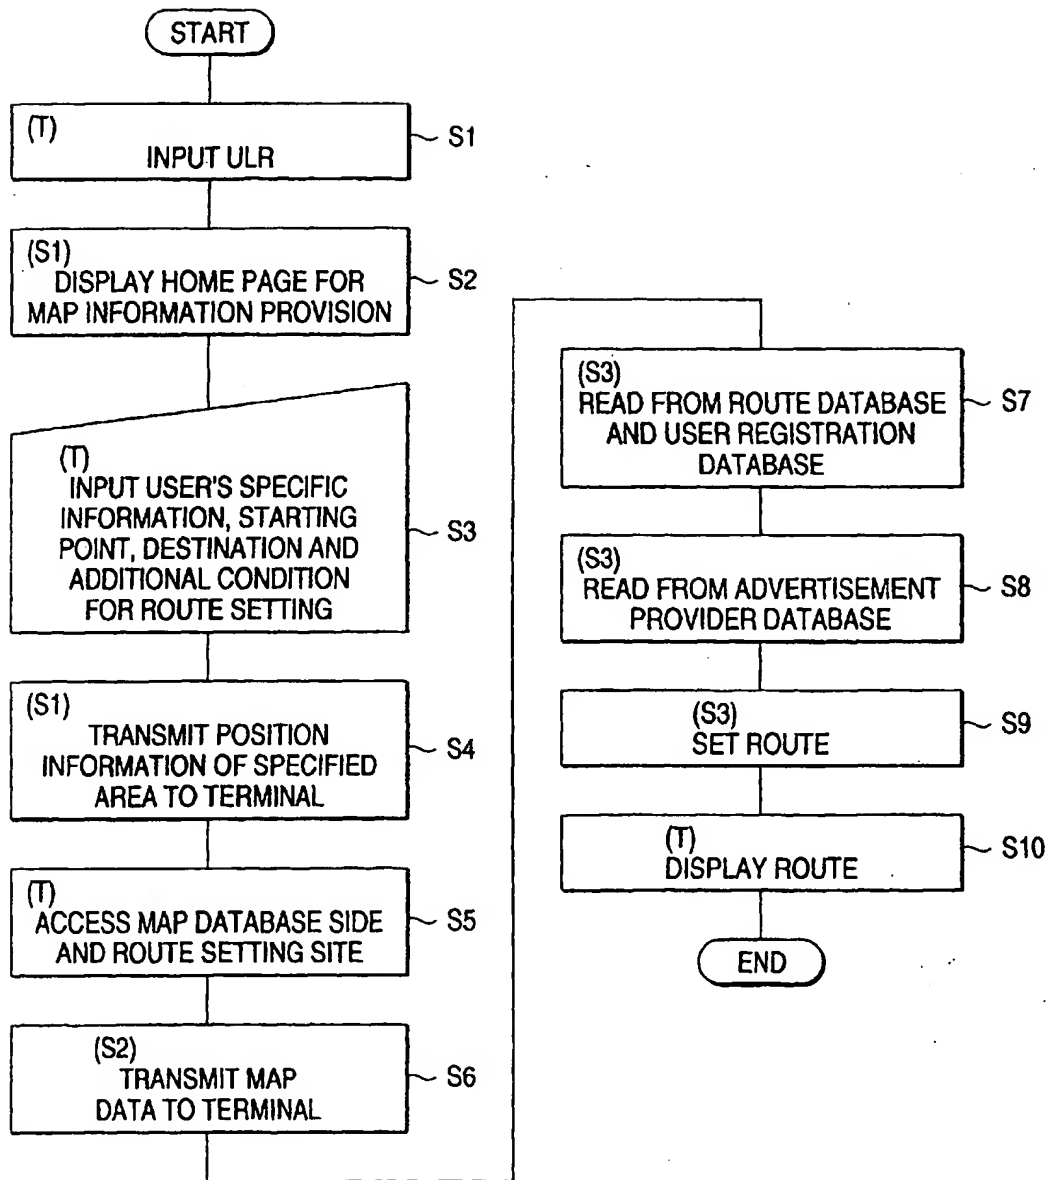 START
(T)
INPUT ULR
S1
(S1)
DISPLAY HOME PAGE FOR
MAP INFORMATION PROVISION
S2
(T)
INPUT USER'S SPECIFIC
INFORMATION, STARTING
POINT, DESTINATION AND
ADDITIONAL CONDITION
FOR ROUTE SETTING
S3
(S1)
TRANSMIT POSITION
INFORMATION OF SPECIFIED
AREA TO TERMINAL
S4
(T)
ACCESS MAP DATABASE SIDE
AND ROUTE SETTING SITE
S5
(S2)
TRANSMIT MAP
DATA TO TERMINAL
S6
(S3)
READ FROM ROUTE DATABASE
AND USER REGISTRATION
DATABASE
S7
(S3)
READ FROM ADVERTISEMENT
PROVIDER DATABASE
S8
(S3)
SET ROUTE
S9
(T)
DISPLAY ROUTE
S10
END